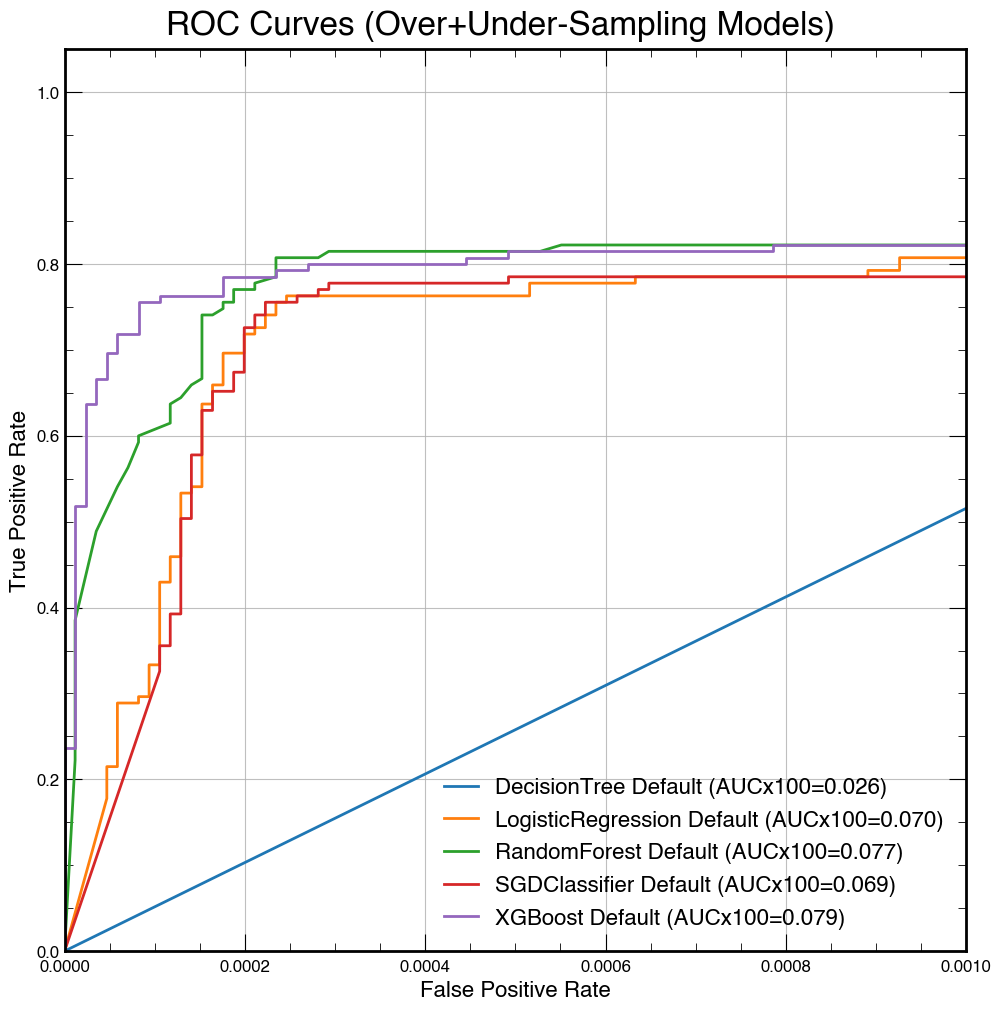 ROC Curves (Over+Under-Sampling Models)
1.0
0.8
0.6
0.4
0.2
0.0
True Positive Rate
DecisionTree Default (AUCx100=0.026)
LogisticRegression Default (AUCx100=0.070)
RandomForest Default (AUCx100=0.077)
SGDClassifier Default (AUCx100=0.069)
XGBoost Default (AUCx100=0.079)
0.0000 0.0002 0.0004 0.0006 0.0008 0.0010
False Positive Rate